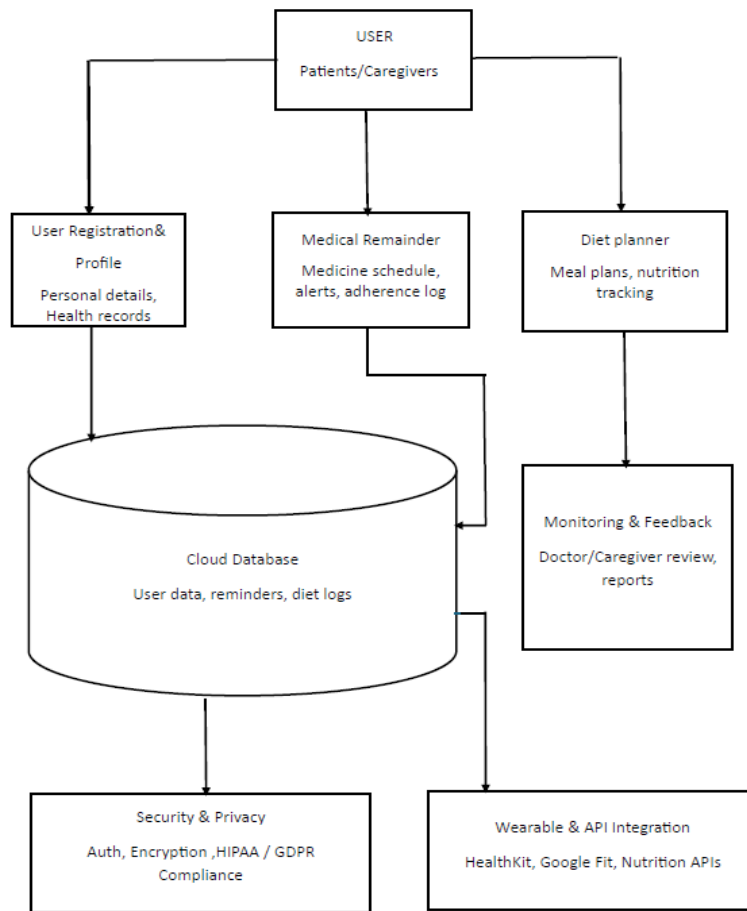 USER
Patients/Caregivers
User Registration&
Profile
Personal details,
Health records
Medical Remainder
Medicine schedule,
alerts, adherence log
Diet planner
Meal plans, nutrition
tracking
Cloud Database
User data, reminders, diet logs
Monitoring & Feedback
Doctor/Caregiver review,
reports
Security & Privacy
Auth, Encryption ,HIPAA / GDPR
Compliance
Wearable & API Integration
HealthKit, Google Fit, Nutrition APIs